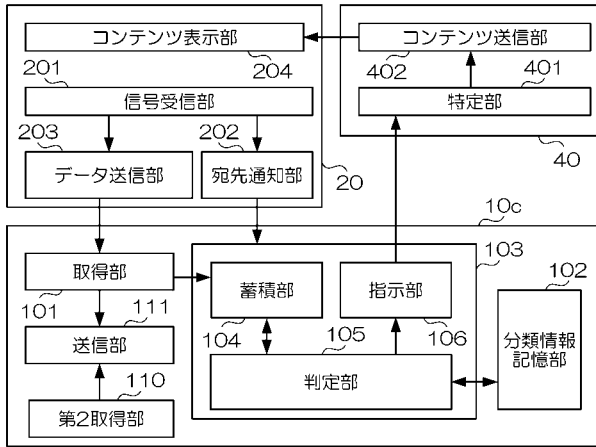 コンテンツ表示部
204
201
信号受信部
203
202
データ送信部
宛先通知部
20
コンテンツ送信部
402
401
特定部
40
10c
取得部
101
111
送信部
110
第2取得部
103
蓄積部
104
指示部
106
105
判定部
102
分類情報
記憶部